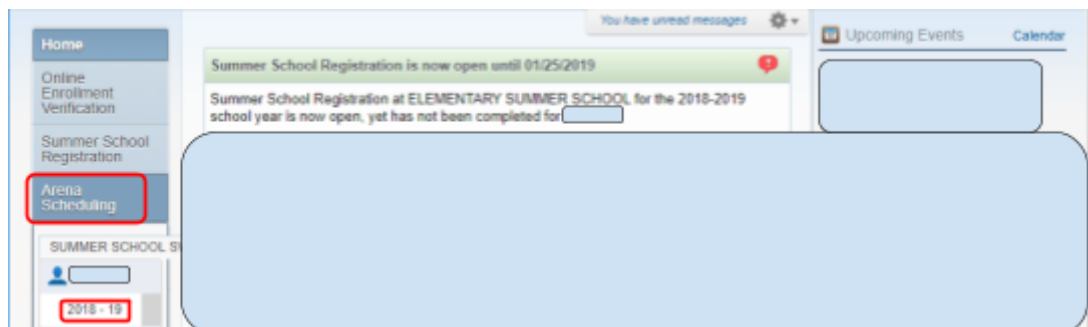 You have unread messages
Home
Online
Enrollment
Verification
Summer School
Registration
Arena
Scheduling
SUMMER SCHOOL
2018 - 19
Summer School Registration is now open until 01/25/2019
Summer School Registration at ELEMENTARY SUMMER SCHOOL for the 2018-2019
school year is now open, yet has not been completed for
Upcoming Events
Calendar